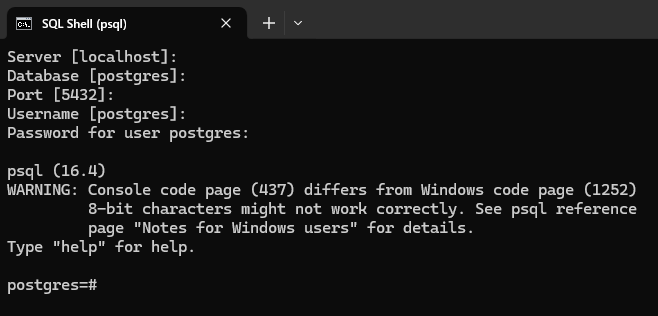 SQL Shell (psql)
Server [localhost]:
Database [postgres]:
Port [5432]:
Username [postgres]:
Password for user postgres:
psql (16.4)
WARNING: Console code page (437) differs from Windows code page (1252)
8-bit characters might not work correctly. See psql reference
page "Notes for Windows users" for details.
Type "help" for help.
postgres=#